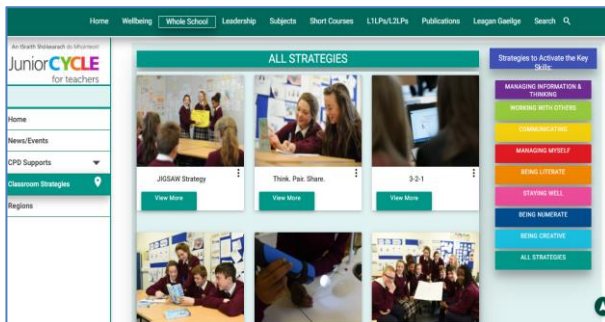 Home Wellbeing Whole School Leadership Subjects Short Courses L1LPs/L2LPs Publications Leagan Gaeilge Search
An tSraith Shóisearach do Mhúinteoirí
JuniorCYCLE
for teachers
Home
News/Events
CPD Supports
Classroom Strategies
Regions
ALL STRATEGIES
JIGSAW Strategy
View More
Think. Pair. Share.
View More
3-2-1
View More
Strategies to Activate the Key
Skills:
MANAGING INFORMATION &
THINKING
WORKING WITH OTHERS
COMMUNICATING
MANAGING MYSELF
BEING LITERATE
STAYING WELL
BEING NUMERATE
BEING CREATIVE
ALL STRATEGIES